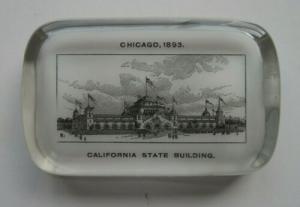 CHICAGO, 1893.
CALIFORNIA STATE BUILDING.